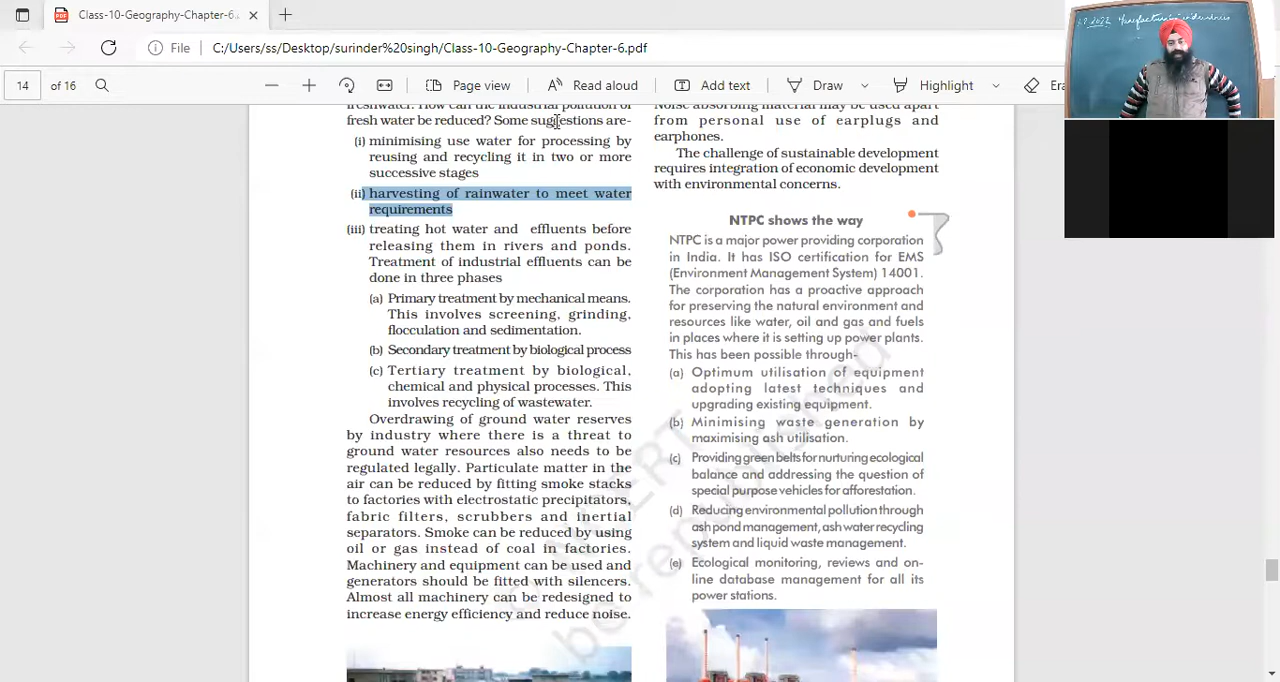 Class-10-Geography-Chapter-6.
File
C:/Users/ss/Desktop/surinder%20singh/Class-10-Geography-Chapter-6.pdf
14
of 16
Page view
Read aloud
Add text
Draw
Highlight
Era
freshwater. How can the industrial pollution of
fresh water be reduced? Some suggestions are-
(i) minimising use water for processing by
reusing and recycling it in two or more
successive stages
(ii) harvesting of rainwater to meet water
requirements
(iii) treating hot water and effluents before
releasing them in rivers and ponds.
Treatment of industrial effluents can be
done in three phases
(a) Primary treatment by mechanical means.
This involves screening, grinding,
flocculation and sedimentation.
(b) Secondary treatment by biological process
(c) Tertiary treatment by biological,
chemical and physical processes. This
involves recycling of wastewater.
Overdrawing of ground water reserves
by industry where there is a threat to
ground water resources also needs to be
regulated legally. Particulate matter in the
air can be reduced by fitting smoke stacks
to factories with electrostatic precipitators,
fabric filters, scrubbers and inertial
separators. Smoke can be reduced by using
oil or gas instead of coal in factories.
Machinery and equipment can be used and
generators should be fitted with silencers.
Almost all machinery can be redesigned to
increase energy efficiency and reduce noise.
Noise absorbing material may be used apart
from personal use of earplugs and
earphones.
The challenge of sustainable development
requires integration of economic development
with environmental concerns.
NTPC shows the way
NTPC is a major power providing corporation
in India. It has ISO certification for EMS
(Environment Management System) 14001.
The corporation has a proactive approach
for preserving the natural environment and
resources like water, oil and gas and fuels
in places where it is setting up power plants.
This has been possible through-
(a) Optimum utilisation of equipment
adopting latest techniques and
upgrading existing equipment.
(b) Minimising waste generation by
maximising ash utilisation.
(c) Providing green belts for nurturing ecological
balance and addressing the question of
special purpose vehicles for afforestation.
(d) Reducing environmental pollution through
ash pond management, ash water recycling
system and liquid waste management.
(e) Ecological monitoring, reviews and on-
line database management for all its
power stations.
be republished